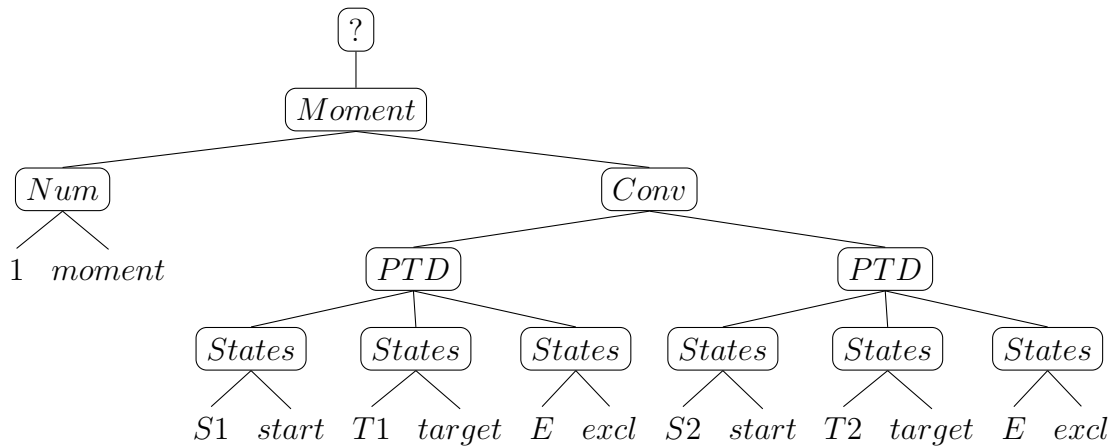 ?
Moment
Num Conv
1 moment PTD PTD
States States States States States States
S1 start T1 target E excl S2 start T2 target E excl